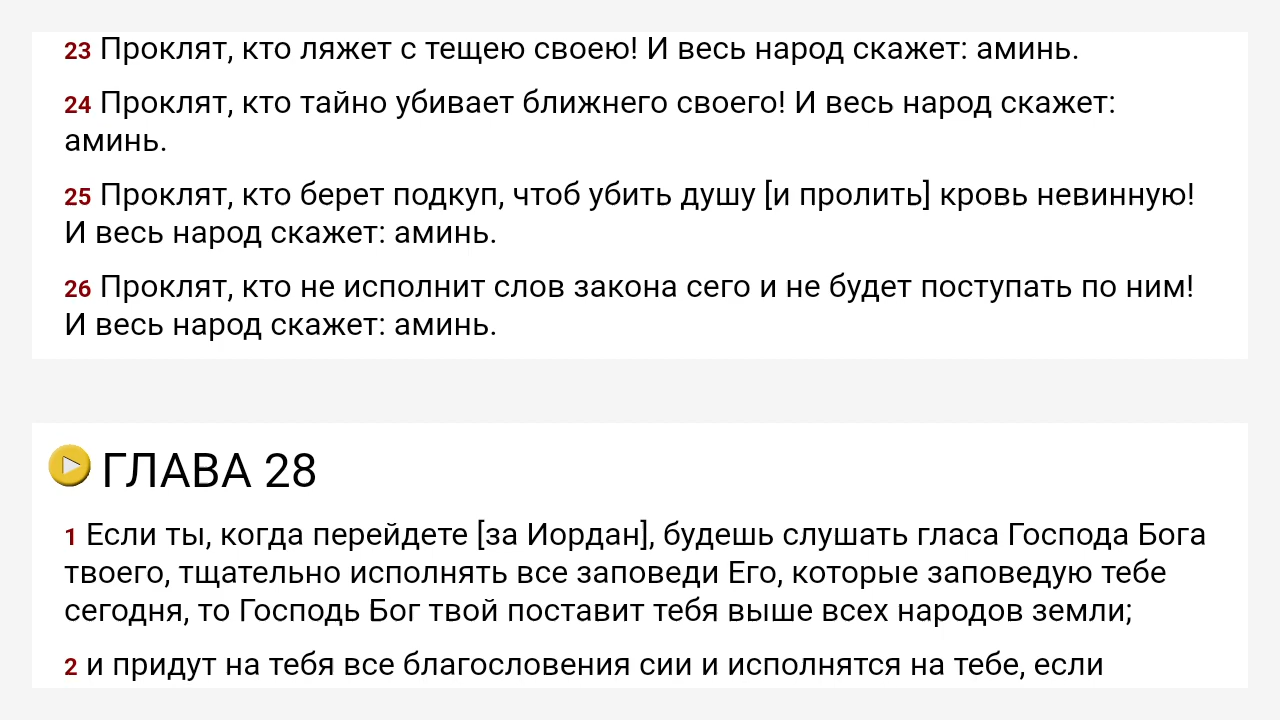 23 Проклят, кто ляжет с тещею своею! И весь народ скажет: аминь.
24 Проклят, кто тайно убивает ближнего своего! И весь народ скажет:
аминь.
25 Проклят, кто берет подкуп, чтоб убить душу [и пролить] кровь невинную!
И весь народ скажет: аминь.
26 Проклят, кто не исполнит слов закона сего и не будет поступать по ним!
И весь народ скажет: аминь.
ГЛАВА 28
1 Если ты, когда перейдете [за Иордан], будешь слушать гласа Господа Бога
твоего, тщательно исполнять все заповеди Его, которые заповедую тебе
сегодня, то Господь Бог твой поставит тебя выше всех народов земли;
2 и придут на тебя все благословения сии и исполнятся на тебе, если